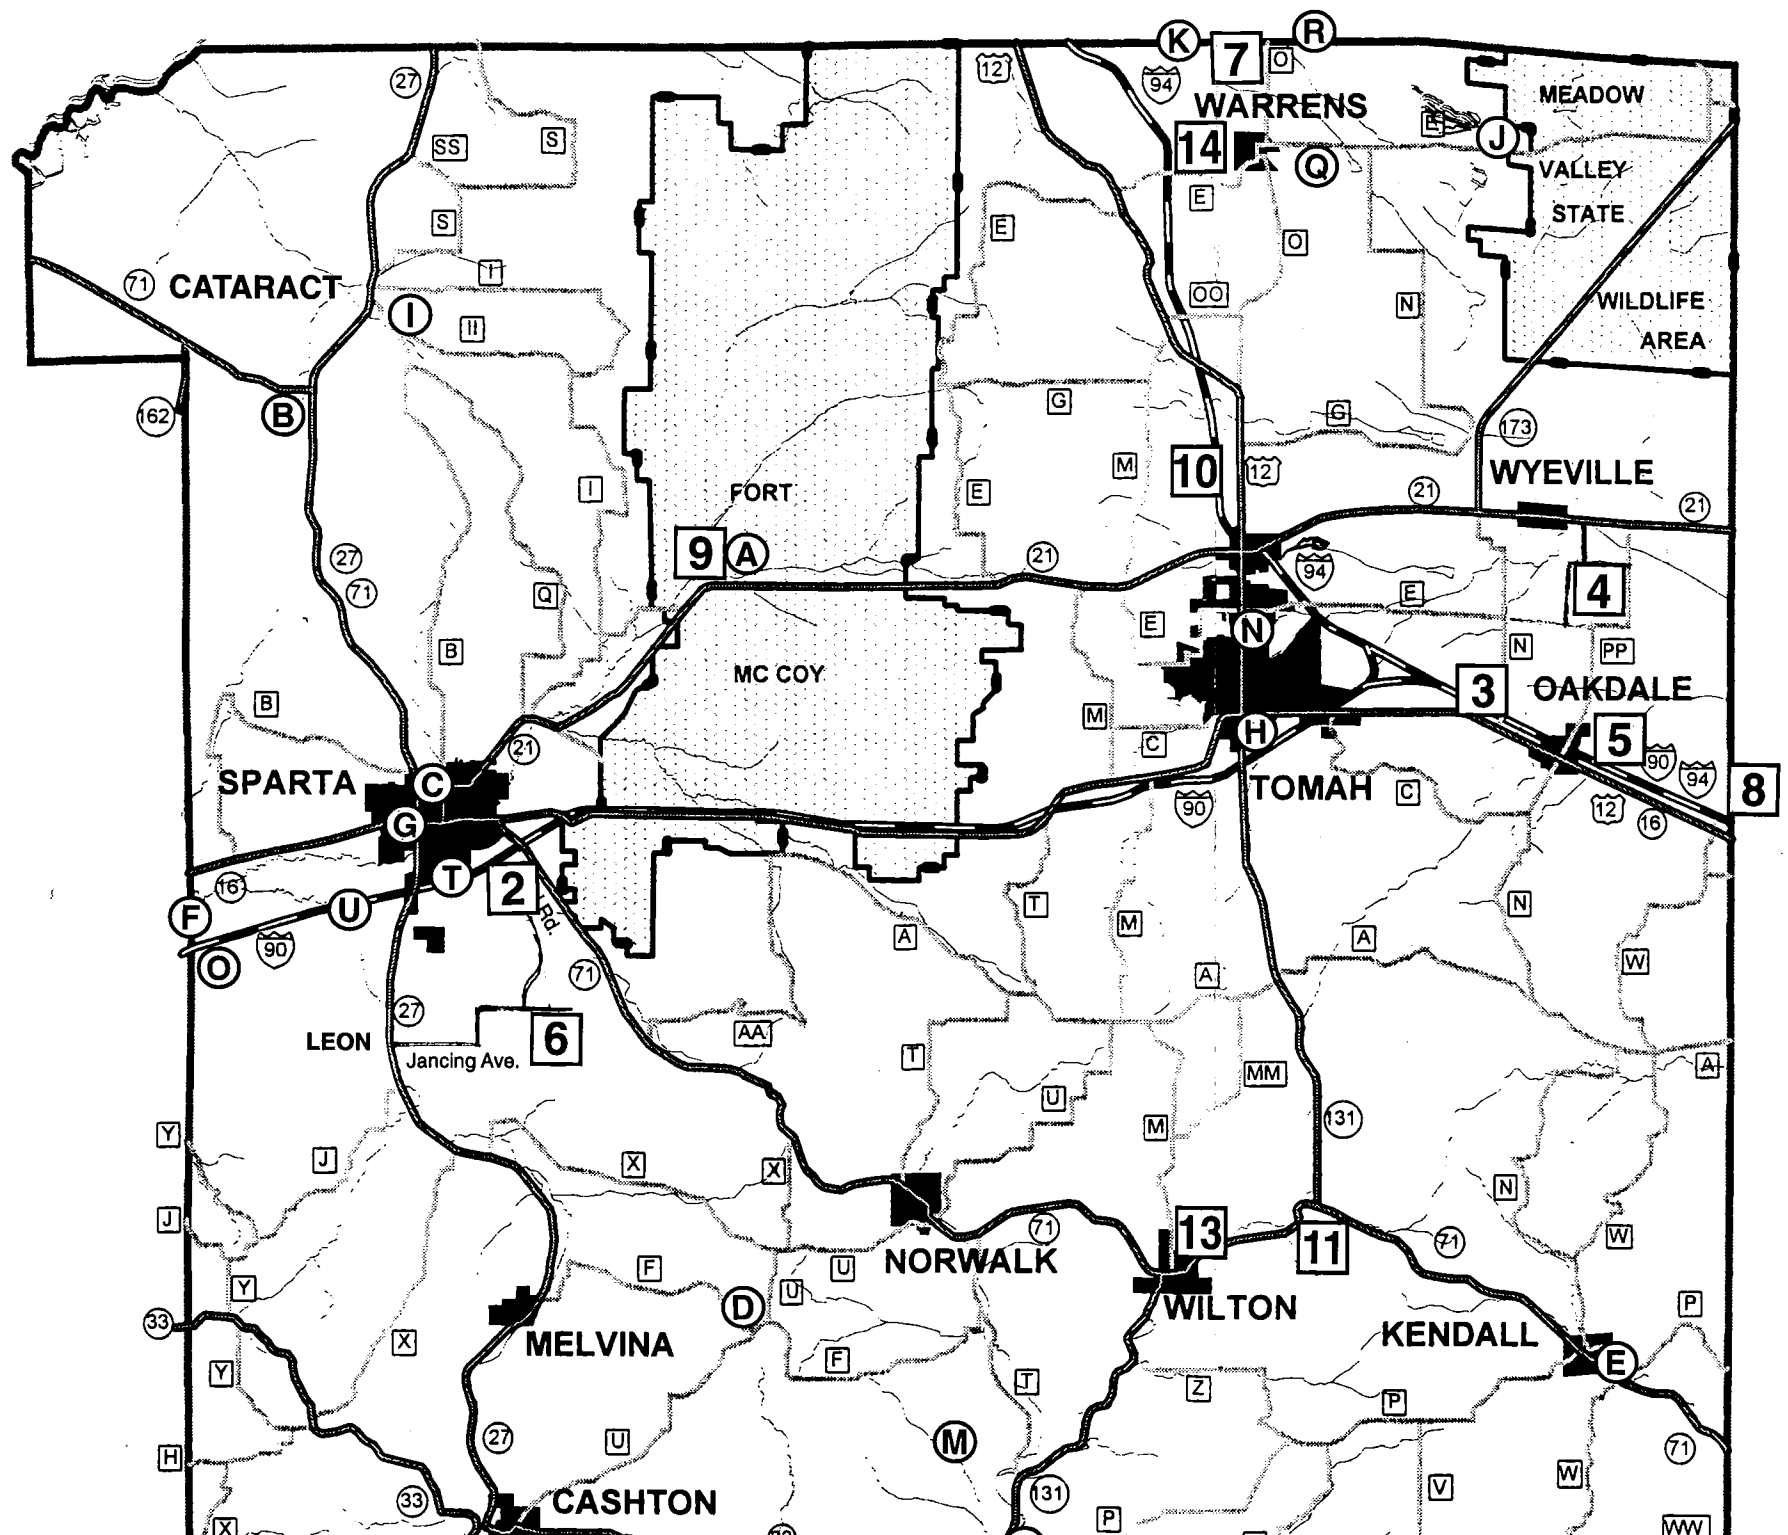 K
7
R
O
27
12
94
MEADOW
WARRENS
SS
S
14
E
J
Q
VALLEY
STATE
E
S
E
O
I
71
CATARACT
OO
N
WILDLIFE
AREA
I
II
162
B
G
G
173
M
10
12
WYEVILLE
I
FORT
E
21
21
27
9
A
21
94
71
Q
E
4
B
E
N
N
PP
MC COY
B
M
3
OAKDALE
21
C
H
5
90
94
SPARTA
C
TOMAH
C
8
90
12
16
G
16
T
2
F
U
Rd.
T
M
N
A
A
W
90
O
71
A
27
LEON
6
AA
T
MM
A
Jancing Ave.
U
Y
M
131
J
X
X
N
J
71
13
11
71
W
NORWALK
F
U
Y
U
33
D
WILTON
P
MELVINA
KENDALL
X
F
E
Y
T
Z
P
M
27
U
71
H
W
V
131
33
CASHTON
P
X
WW